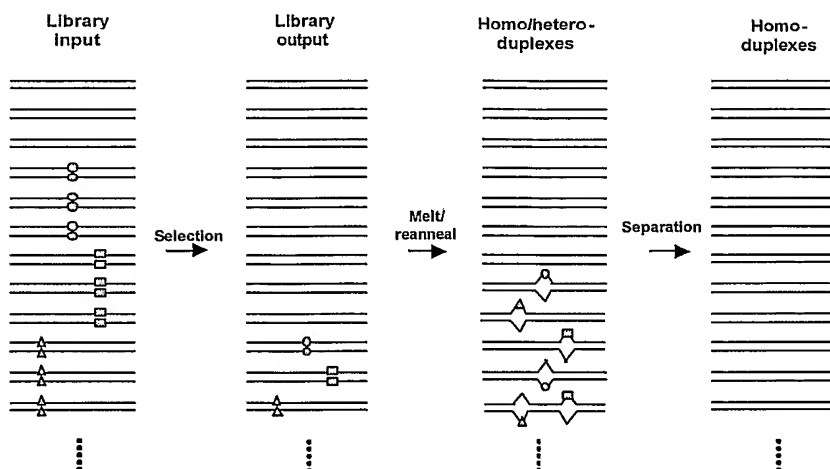 Library
input
Library
output
Homo/hetero-
duplexes
Homo-
duplexes
Selection
Melt/
reanneal
Separation